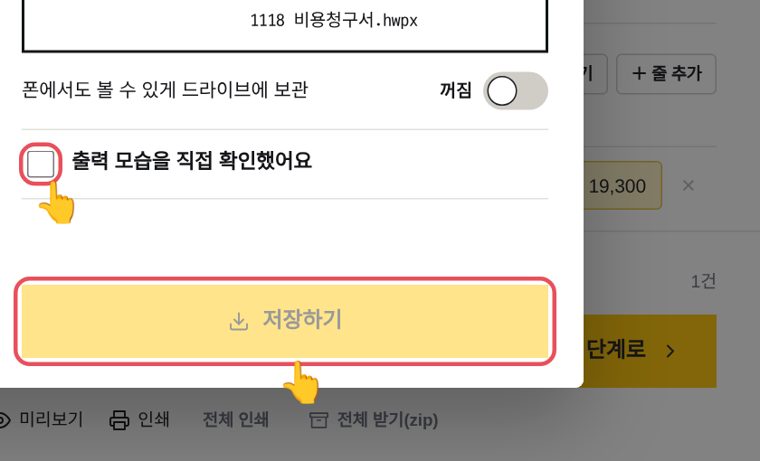 1118 비용청구서.hwpx
폰에서도 볼 수 있게 드라이브에 보관 꺼짐
줄 추가
출력 모습을 직접 확인했어요
19,300
1건
저장하기
단계로
미리보기 인쇄 전체 인쇄 전체 받기(zip)